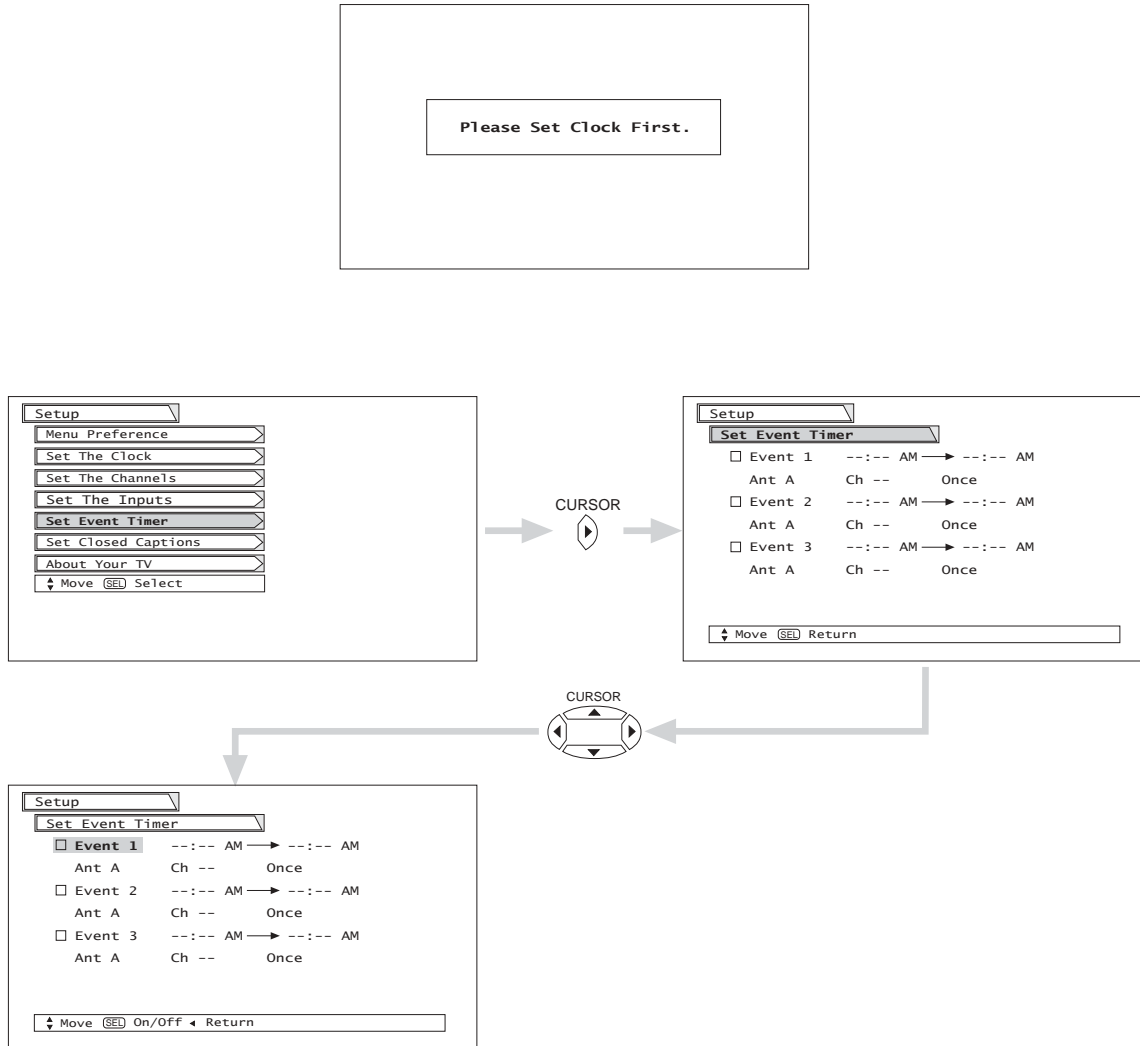 Please Set Clock First.
Setup
Menu Preference
Set The Clock
Set The Channels
Set The Inputs
Set Event Timer
Set Closed Captions
About Your TV
Move SEL Select
CURSOR
Setup
Set Event Timer
Event 1 --:-- AM --:-- AM
Ant A Ch -- Once
Event 2 --:-- AM --:-- AM
Ant A Ch -- Once
Event 3 --:-- AM --:-- AM
Ant A Ch -- Once
Move SEL Return
CURSOR
Setup
Set Event Timer
Event 1 --:-- AM --:-- AM
Ant A Ch -- Once
Event 2 --:-- AM --:-- AM
Ant A Ch -- Once
Event 3 --:-- AM --:-- AM
Ant A Ch -- Once
Move SEL On/Off Return